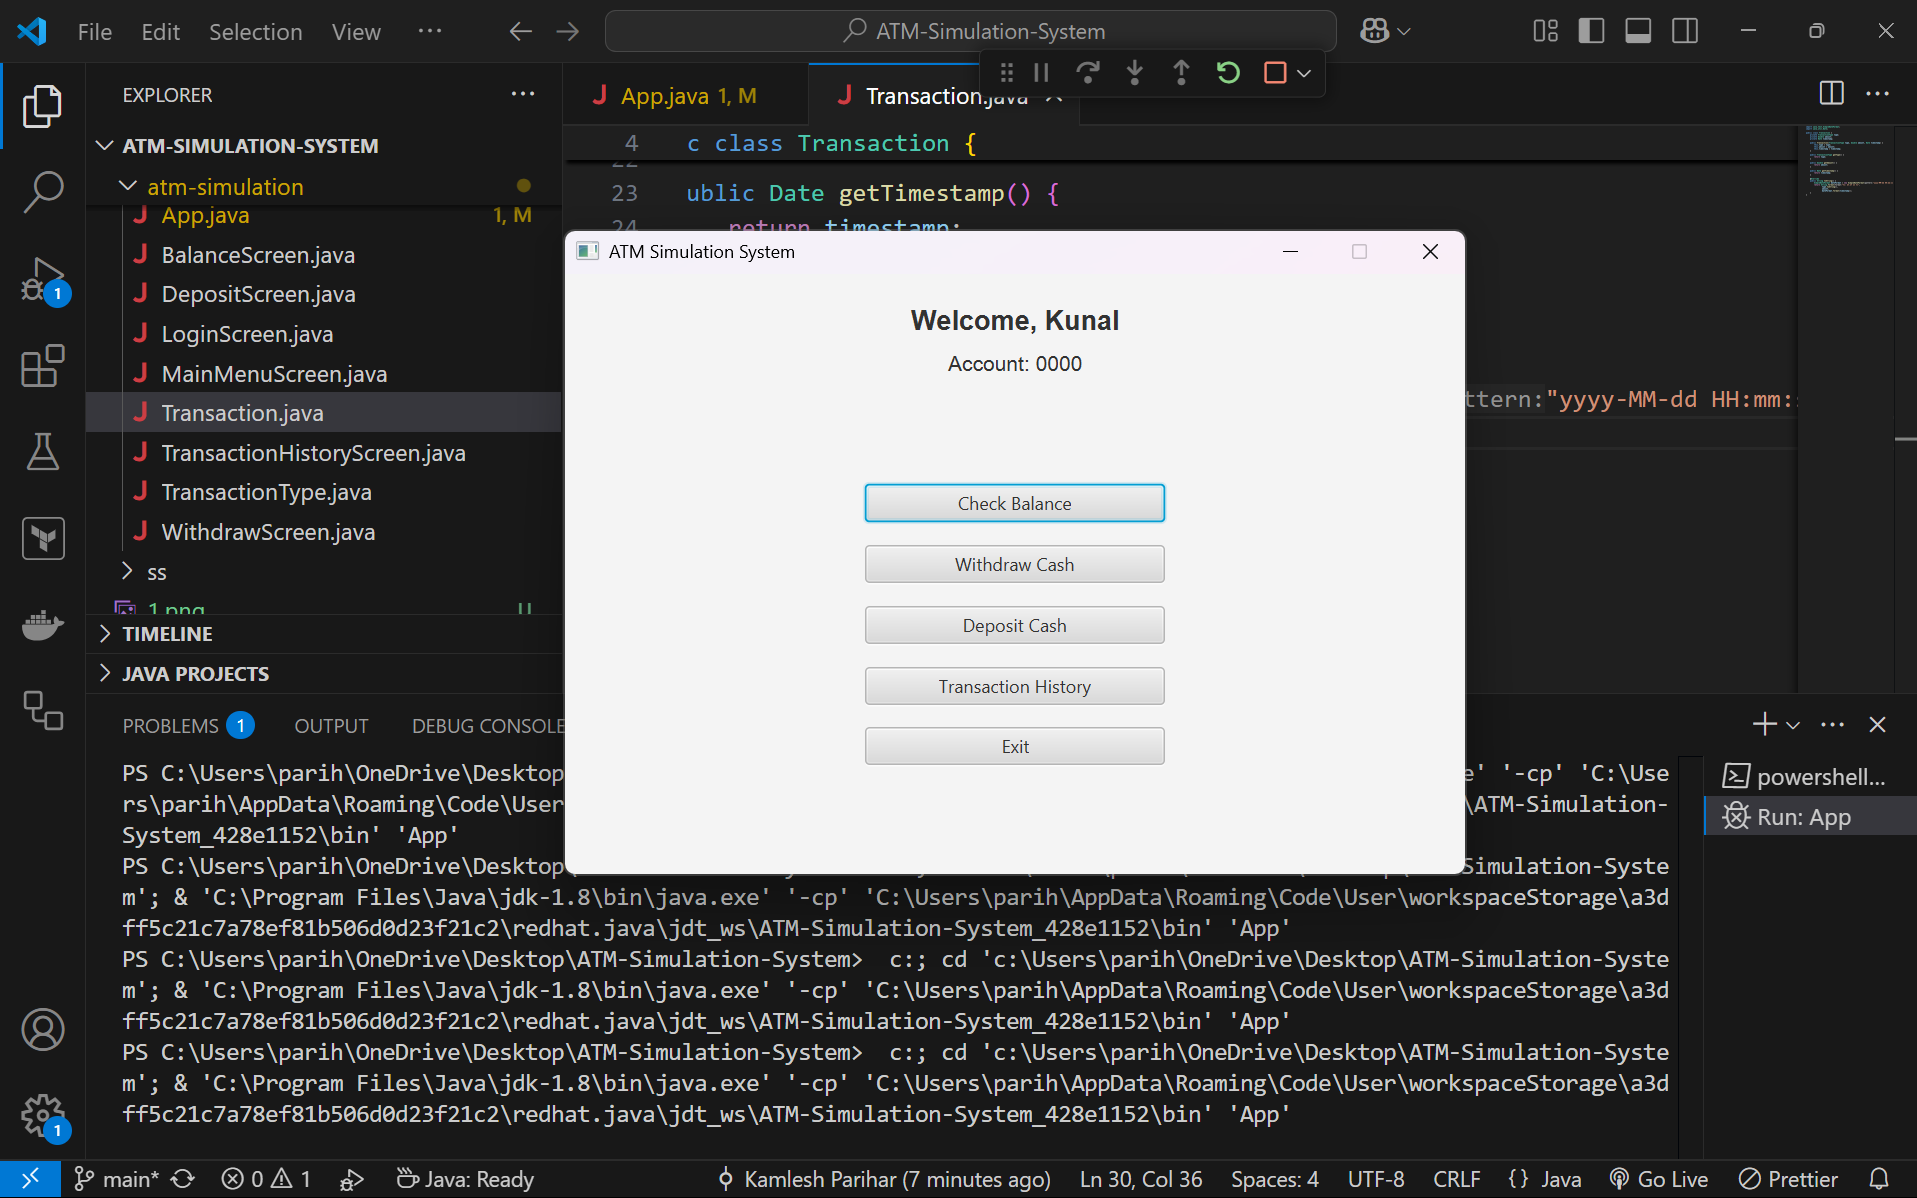 File Edit Selection View ···
ATM-Simulation-System
EXPLORER
ATM-SIMULATION-SYSTEM
atm-simulation
App.java 1, M
BalanceScreen.java
DepositScreen.java
LoginScreen.java
MainMenuScreen.java
Transaction.java
TransactionHistoryScreen.java
TransactionType.java
WithdrawScreen.java
ss
1.png U
TIMELINE
JAVA PROJECTS
1
1
App.java 1, M
Transaction.java
4 c class Transaction {
22
23 ublic Date getTimestamp() {
24 return timestamp;
ttern:"yyyy-MM-dd HH:mm:
ATM Simulation System
Welcome, Kunal
Account: 0000
Check Balance
Withdraw Cash
Deposit Cash
Transaction History
Exit
PROBLEMS 1 OUTPUT DEBUG CONSOLE
PS C:\Users\parih\OneDrive\Desktop e' '-cp' 'C:\Use
rs\parih\AppData\Roaming\Code\User \ATM-Simulation-
System_428e1152\bin' 'App'
PS C:\Users\parih\OneDrive\Desktop Simulation-Syste
m'; & 'C:\Program Files\Java\jdk-1.8\bin\java.exe' '-cp' 'C:\Users\parih\AppData\Roaming\Code\User\workspaceStorage\a3d
ff5c21c7a78ef81b506d0d23f21c2\redhat.java\jdt_ws\ATM-Simulation-System_428e1152\bin' 'App'
PS C:\Users\parih\OneDrive\Desktop\ATM-Simulation-System> c:; cd 'c:\Users\parih\OneDrive\Desktop\ATM-Simulation-Syste
m'; & 'C:\Program Files\Java\jdk-1.8\bin\java.exe' '-cp' 'C:\Users\parih\AppData\Roaming\Code\User\workspaceStorage\a3d
ff5c21c7a78ef81b506d0d23f21c2\redhat.java\jdt_ws\ATM-Simulation-System_428e1152\bin' 'App'
PS C:\Users\parih\OneDrive\Desktop\ATM-Simulation-System> c:; cd 'c:\Users\parih\OneDrive\Desktop\ATM-Simulation-Syste
m'; & 'C:\Program Files\Java\jdk-1.8\bin\java.exe' '-cp' 'C:\Users\parih\AppData\Roaming\Code\User\workspaceStorage\a3d
ff5c21c7a78ef81b506d0d23f21c2\redhat.java\jdt_ws\ATM-Simulation-System_428e1152\bin' 'App'
powershell...
Run: App
main* 0 1 Java: Ready Kamlesh Parihar (7 minutes ago) Ln 30, Col 36 Spaces: 4 UTF-8 CRLF {} Java Go Live Prettier